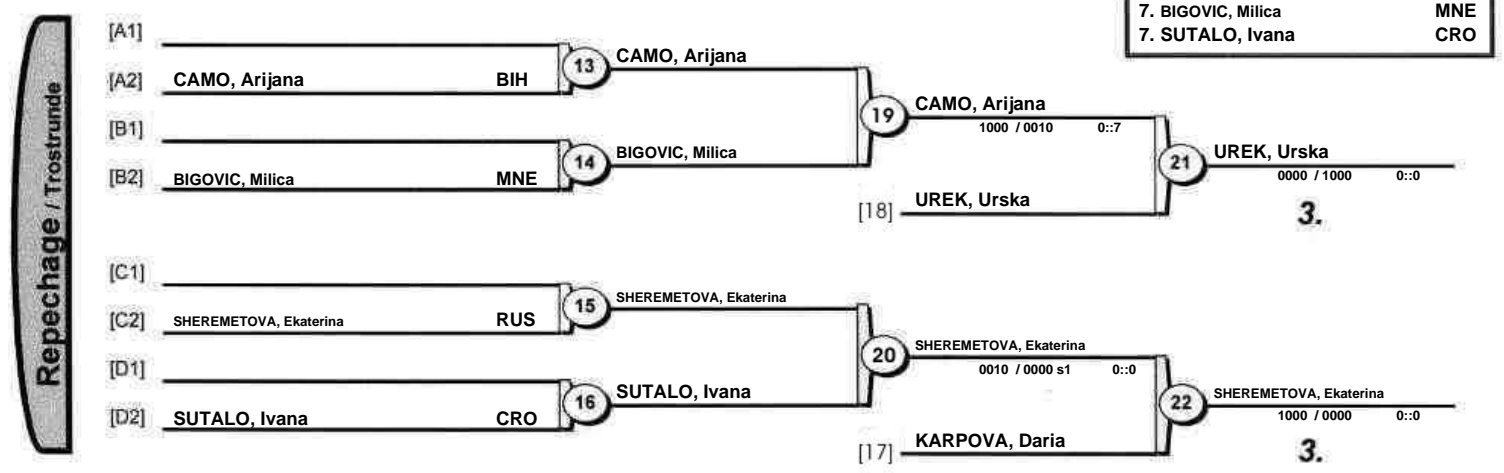 7. BIGOVIC, Milica MNE
7. SUTALO, Ivana CRO
Repechage / Trostrunde
[A1]
[A2] CAMO, Arijana BIH
13 CAMO, Arijana
[B1]
[B2] BIGOVIC, Milica MNE
14 BIGOVIC, Milica
19 CAMO, Arijana
1000 / 0010 0::7
[18] UREK, Urska
21 UREK, Urska
0000 / 1000 0::0
3.
[C1]
[C2] SHEREMETOVA, Ekaterina RUS
15 SHEREMETOVA, Ekaterina
[D1]
[D2] SUTALO, Ivana CRO
16 SUTALO, Ivana
20 SHEREMETOVA, Ekaterina
0010 / 0000 s1 0::0
[17] KARPOVA, Daria
22 SHEREMETOVA, Ekaterina
1000 / 0000 0::0
3.